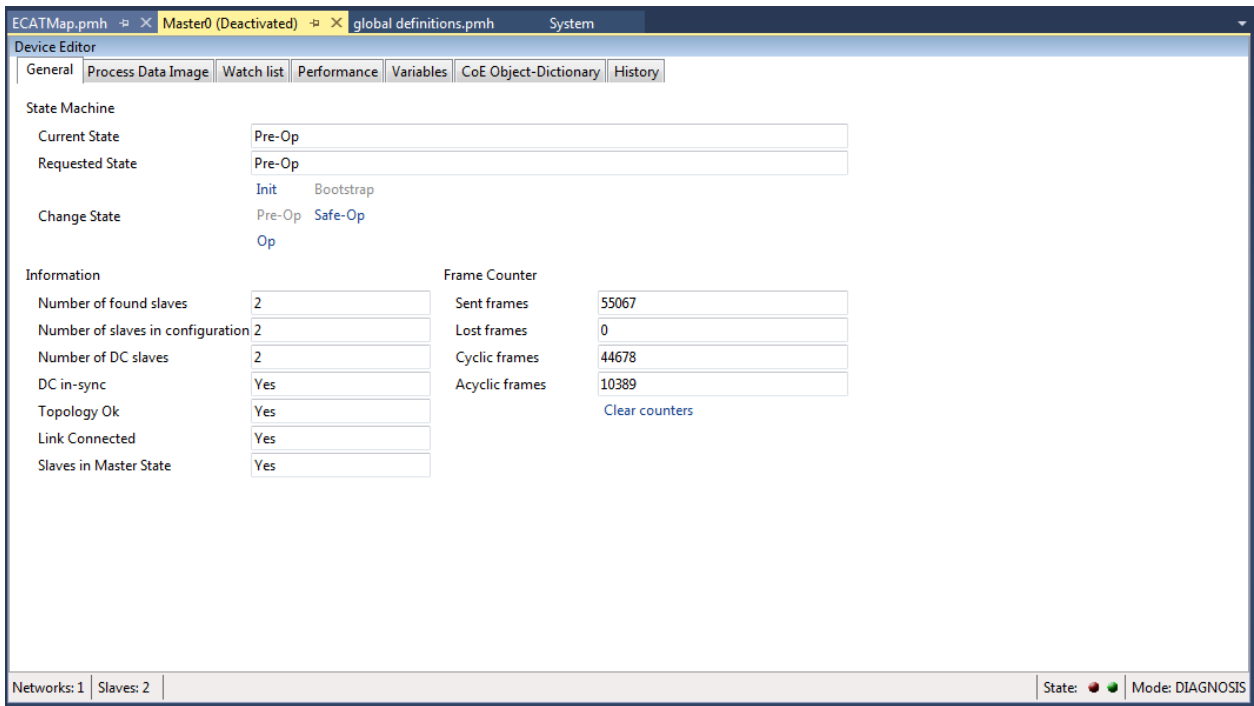 ECATMap.pmh Master0 (Deactivated) global definitions.pmh System
Device Editor
General Process Data Image Watch list Performance Variables CoE Object-Dictionary History
State Machine
Current State Pre-Op
Requested State Pre-Op
Init Bootstrap
Change State Pre-Op Safe-Op
Op
Information Frame Counter
Number of found slaves 2 Sent frames 55067
Number of slaves in configuration 2 Lost frames 0
Number of DC slaves 2 Cyclic frames 44678
DC in-sync Yes Acyclic frames 10389
Topology Ok Yes Clear counters
Link Connected Yes
Slaves in Master State Yes
Networks: 1 Slaves: 2 State: Mode: DIAGNOSIS